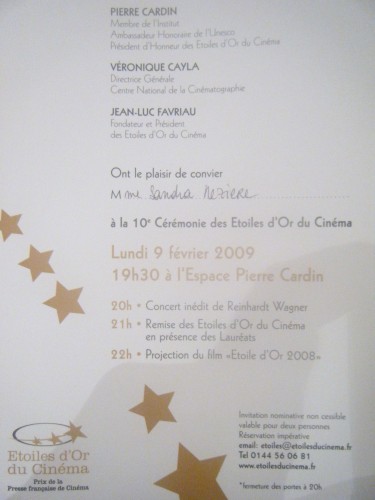 PIERRE CARDIN
Membre de l'Institut
Ambassadeur Honoraire de l'Unesco
Président d'Honneur des Etoiles d'Or du Cinéma
VÉRONIQUE CAYLA
Directrice Générale
Centre National de la Cinématographie
JEAN-LUC FAVRIAU
Fondateur et Président
des Etoiles d'Or du Cinéma
Ont le plaisir de convier
Mme Sandra Mézière
à la 10e Cérémonie des Etoiles d'Or du Cinéma
Lundi 9 février 2009
19h30 à l'Espace Pierre Cardin
20h • Concert inédit de Reinhardt Wagner
21h • Remise des Etoiles d'Or du Cinéma
en présence des Lauréats
22h • Projection du film «Etoile d'Or 2008»
Etoiles d'Or
du Cinéma
Prix de la
Presse française de Cinéma
Invitation nominative non cessible
valable pour deux personnes
Réservation impérative
email: etoiles@etoilesducinema.fr
Tel 0144 56 06 81
www.etoilesducinema.fr
*fermeture des portes à 20h